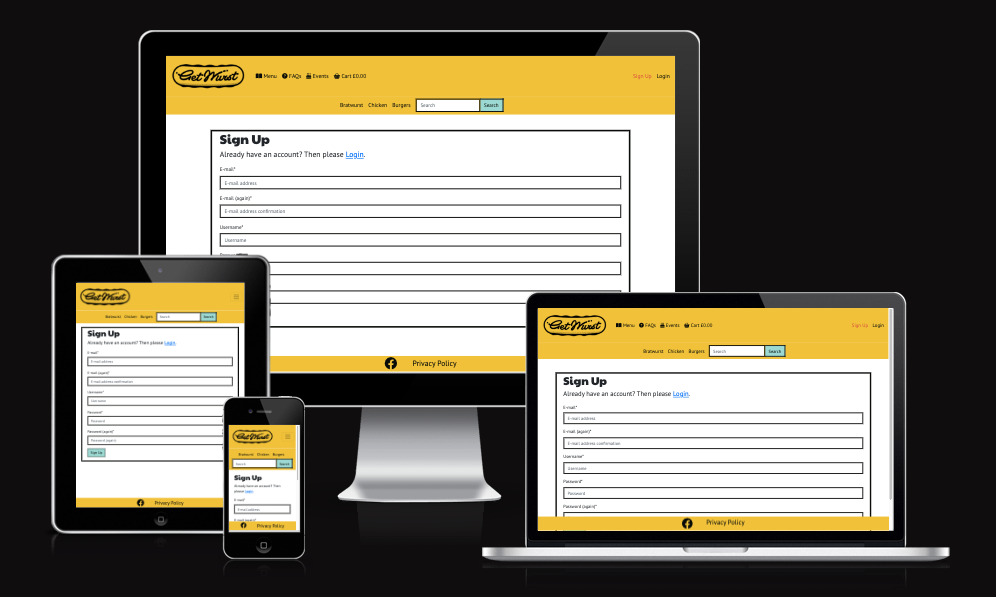 Get Wurst
Menu FAQs Events Cart £0.00 Sign Up Login
Bratwurst Chicken Burgers Search Search
Sign Up
Already have an account? Then please Login.
E-mail*
E-mail address
E-mail (again)*
E-mail address confirmation
Username*
Username
Privacy Policy
Get Wurst
Bratwurst Chicken Burgers Search Search
Sign Up
Already have an account? Then please Login.
E-mail*
E-mail address
E-mail (again)*
E-mail address confirmation
Username*
Username
Password*
Password
Password (again)*
Password (again)
Sign Up
Privacy Policy
Get Wurst
Bratwurst Chicken Burgers
Search Search
Sign Up
Already have an account? Then
please Login.
E-mail*
E-mail address
E-mail (again)*
Privacy Policy
Get Wurst
Menu FAQs Events Cart £0.00 Sign Up Login
Bratwurst Chicken Burgers Search Search
Sign Up
Already have an account? Then please Login.
E-mail*
E-mail address
E-mail (again)*
E-mail address confirmation
Username*
Username
Password*
Password
Password (again)*
Privacy Policy